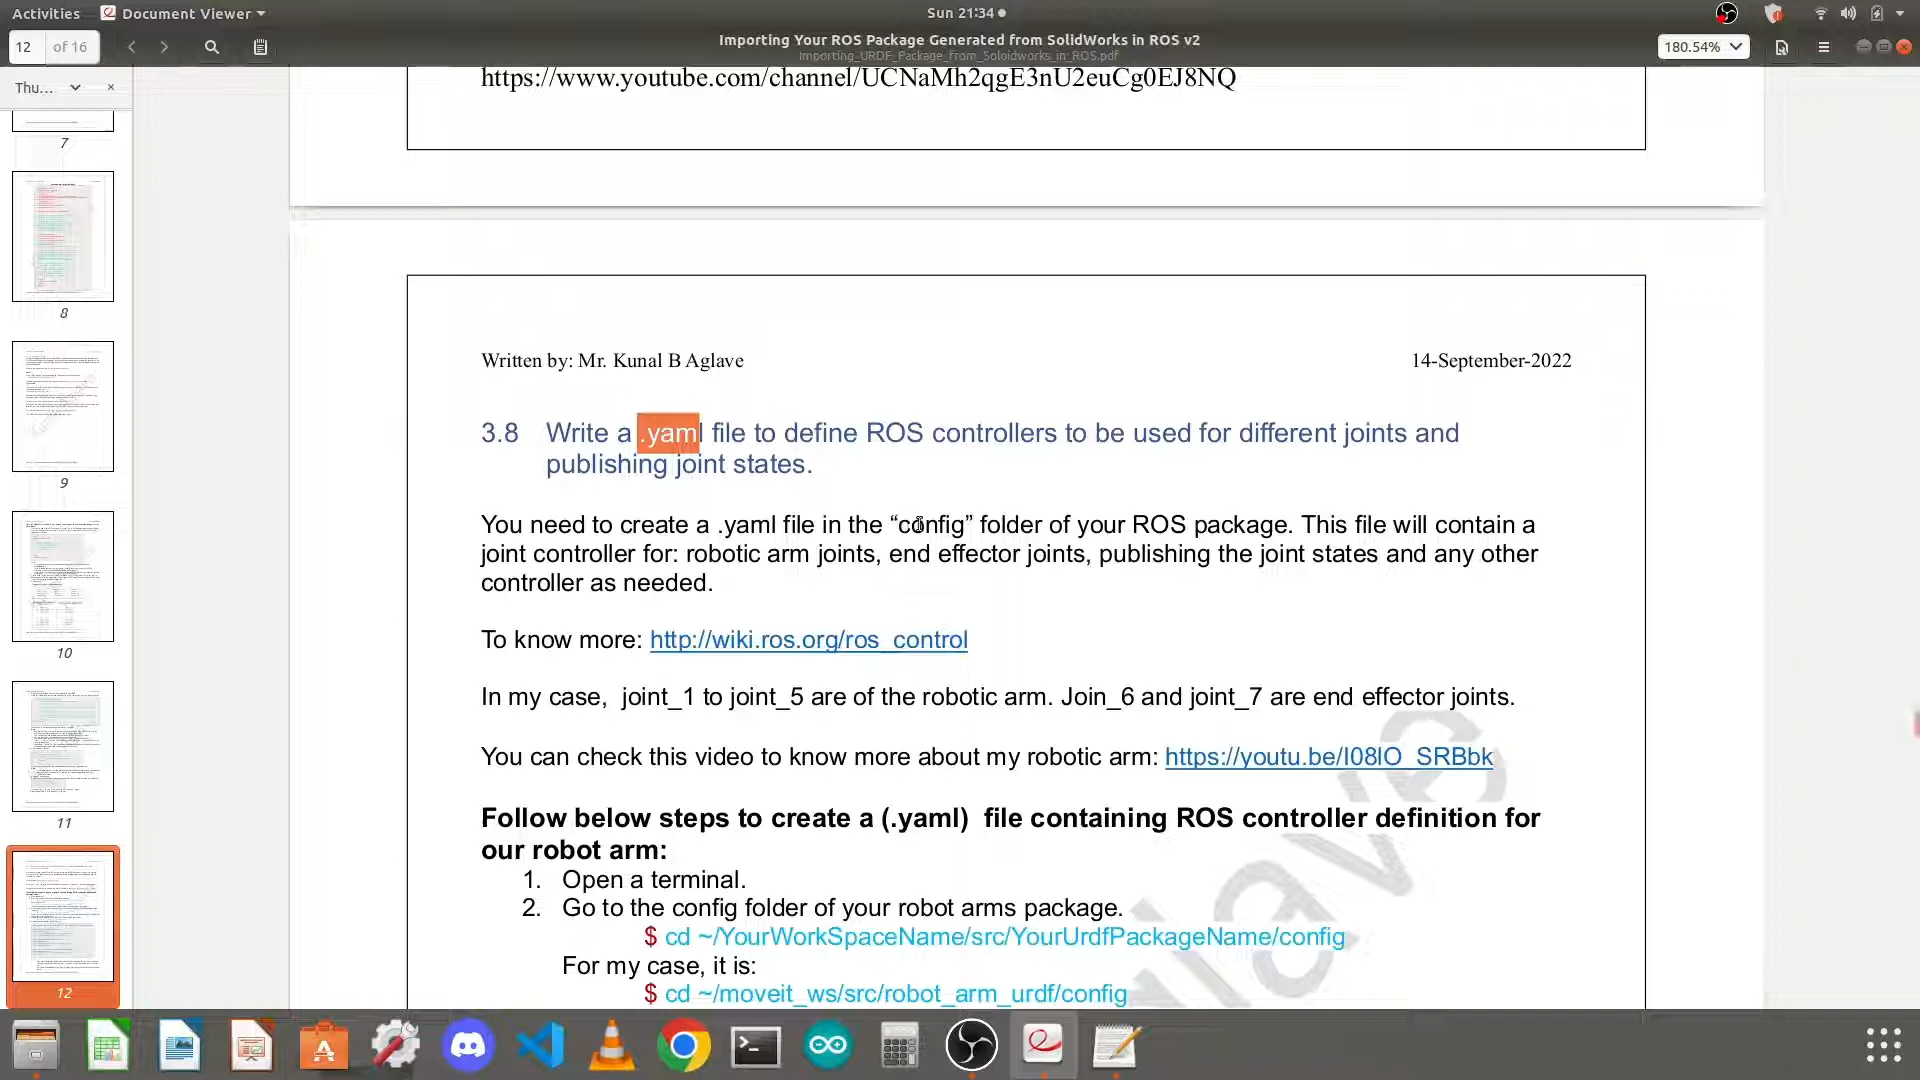 Activities Document Viewer Sun 21:34
12 of 16 Importing Your ROS Package Generated from SolidWorks in ROS v2 180.54%
Importing_URDF_Package_from_Soloidworks_in_ROS.pdf
Thu...
https://www.youtube.com/channel/UCNaMh2qgE3nU2euCg0EJ8NQ
7
8
9
10
11
12
Written by: Mr. Kunal B Aglave 14-September-2022
3.8 Write a .yaml file to define ROS controllers to be used for different joints and
publishing joint states.
You need to create a .yaml file in the “config” folder of your ROS package. This file will contain a
joint controller for: robotic arm joints, end effector joints, publishing the joint states and any other
controller as needed.
To know more: http://wiki.ros.org/ros_control
In my case, joint_1 to joint_5 are of the robotic arm. Join_6 and joint_7 are end effector joints.
You can check this video to know more about my robotic arm: https://youtu.be/I08lO_SRBbk
Follow below steps to create a (.yaml) file containing ROS controller definition for
our robot arm:
1. Open a terminal.
2. Go to the config folder of your robot arms package.
$ cd ~/YourWorkSpaceName/src/YourUrdfPackageName/config
For my case, it is:
$ cd ~/moveit_ws/src/robot_arm_urdf/config